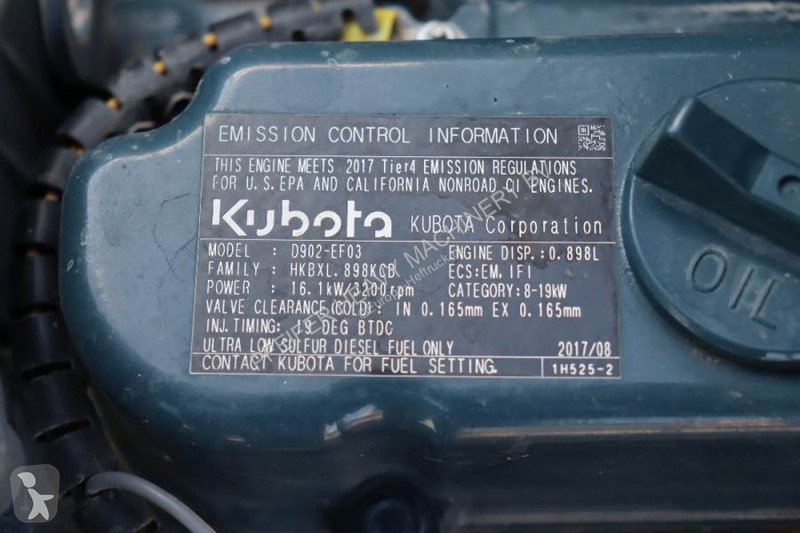 EMISSION CONTROL INFORMATION
THIS ENGINE MEETS 2017 Tier4 EMISSION REGULATIONS
FOR U.S. EPA AND CALIFORNIA NONROAD CI ENGINES.
Kubota KUBOTA Corporation
MODEL : D902-EF03 ENGINE DISP.:0.898L
FAMILY : HKBXL.898KCB ECS:EM,IFI
POWER : 16.1kW/3200rpm CATEGORY:8-19kW
VALVE CLEARANCE(COLD): IN 0.165mm EX 0.165mm
INJ.TIMING: DEG BTDC
ULTRA LOW SULFUR DIESEL FUEL ONLY 2017/08
CONTACT KUBOTA FOR FUEL SETTING. 1H525-2
OIL
MACHINERY